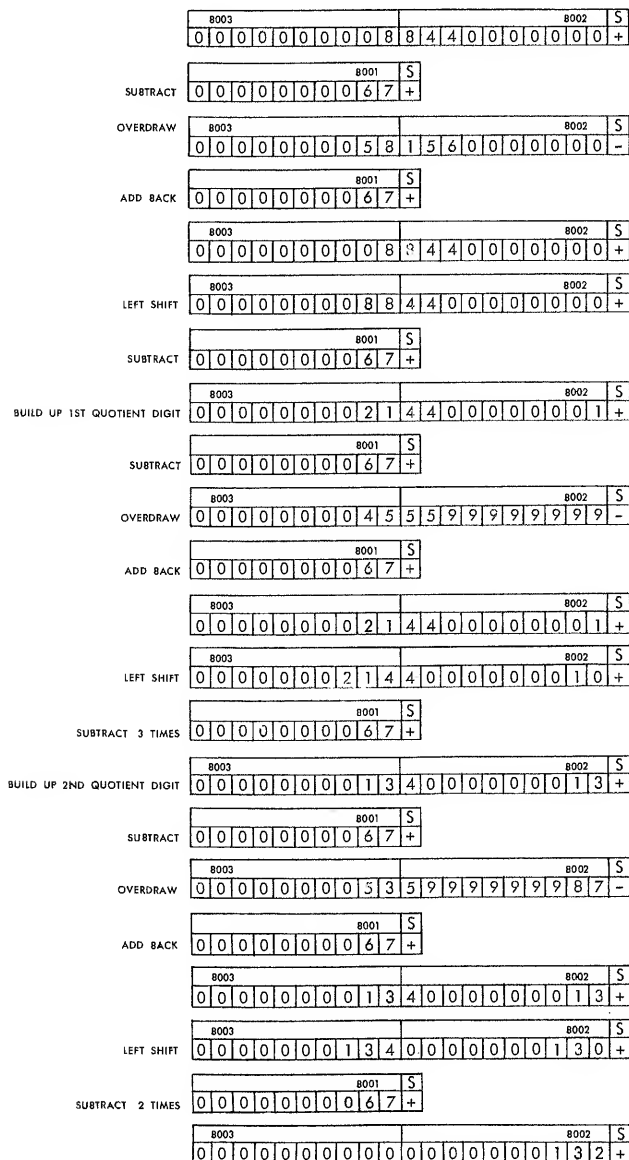 8003 8002 S
0 0 0 0 0 0 0 0 0 8 8 4 4 0 0 0 0 0 0 0 +
8001 S
SUBTRACT 0 0 0 0 0 0 0 0 6 7 +
OVERDRAW 8003 8002 S
0 0 0 0 0 0 0 0 5 8 1 5 6 0 0 0 0 0 0 0 -
8001 S
ADD BACK 0 0 0 0 0 0 0 0 6 7 +
8003 8002 S
0 0 0 0 0 0 0 0 0 8 8 4 4 0 0 0 0 0 0 0 +
8003 8002 S
LEFT SHIFT 0 0 0 0 0 0 0 0 8 8 4 4 0 0 0 0 0 0 0 0 +
8001 S
SUBTRACT 0 0 0 0 0 0 0 0 6 7 +
8003 8002 S
BUILD UP 1ST QUOTIENT DIGIT 0 0 0 0 0 0 0 0 2 1 4 4 0 0 0 0 0 0 0 1 +
8001 S
SUBTRACT 0 0 0 0 0 0 0 0 6 7 +
8003 8002 S
OVERDRAW 0 0 0 0 0 0 0 0 4 5 5 5 9 9 9 9 9 9 9 9 -
8001 S
ADD BACK 0 0 0 0 0 0 0 0 6 7 +
8003 8002 S
0 0 0 0 0 0 0 0 2 1 4 4 0 0 0 0 0 0 0 1 +
8003 8002 S
LEFT SHIFT 0 0 0 0 0 0 0 2 1 4 4 0 0 0 0 0 0 0 1 0 +
8001 S
SUBTRACT 3 TIMES 0 0 0 0 0 0 0 0 6 7 +
8003 8002 S
BUILD UP 2ND QUOTIENT DIGIT 0 0 0 0 0 0 0 0 1 3 4 0 0 0 0 0 0 0 1 3 +
8001 S
SUBTRACT 0 0 0 0 0 0 0 0 6 7 +
8003 8002 S
OVERDRAW 0 0 0 0 0 0 0 0 5 3 5 9 9 9 9 9 9 9 8 7 -
8001 S
ADD BACK 0 0 0 0 0 0 0 0 6 7 +
8003 8002 S
0 0 0 0 0 0 0 0 1 3 4 0 0 0 0 0 0 0 1 3 +
8003 8002 S
LEFT SHIFT 0 0 0 0 0 0 0 1 3 4 0 0 0 0 0 0 0 1 3 0 +
8001 S
SUBTRACT 2 TIMES 0 0 0 0 0 0 0 0 6 7 +
8003 8002 S
0 0 0 0 0 0 0 0 0 0 0 0 0 0 0 0 0 1 3 2 +